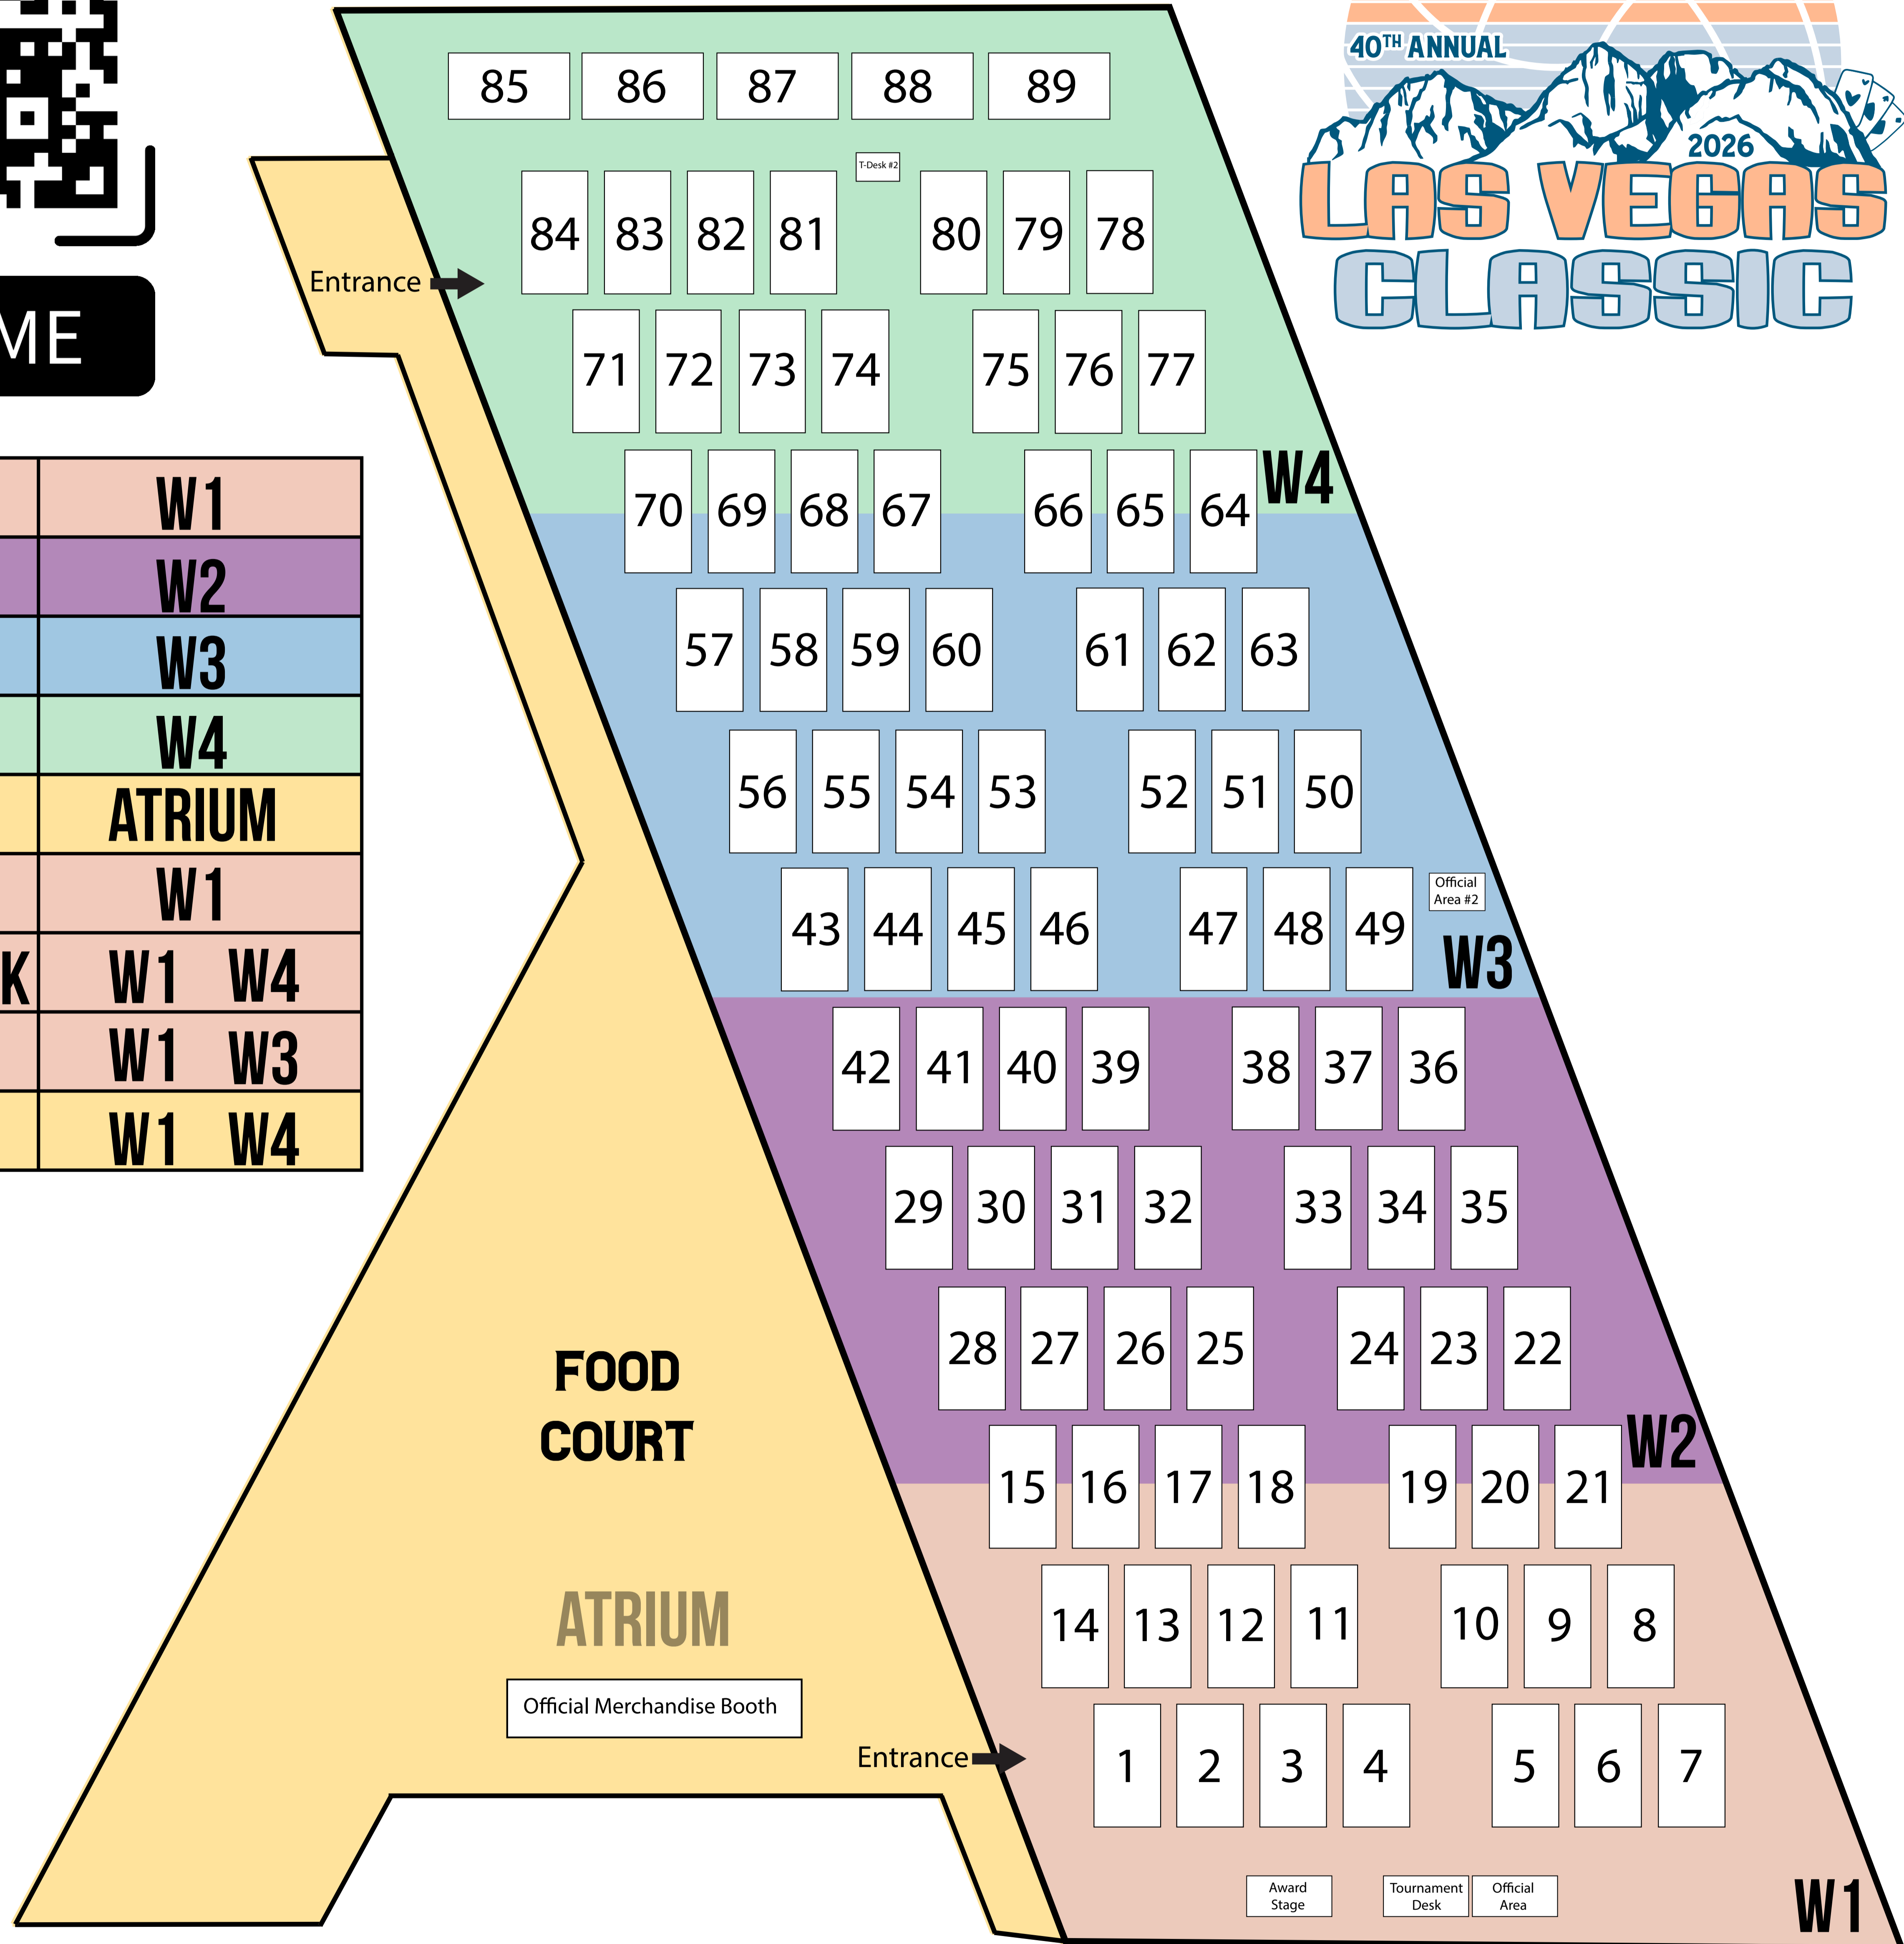 40TH ANNUAL
2026
LAS VEGAS
CLASSIC
ME
W1
W2
W3
W4
ATRIUM
W1
K W1 W4
W1 W3
W1 W4
85 86 87 88 89
T-Desk #2
84 83 82 81 80 79 78
Entrance
71 72 73 74 75 76 77
70 69 68 67 66 65 64
W4
57 58 59 60 61 62 63
56 55 54 53 52 51 50
43 44 45 46 47 48 49
Official
Area #2
W3
42 41 40 39 38 37 36
29 30 31 32 33 34 35
28 27 26 25 24 23 22
W2
15 16 17 18 19 20 21
14 13 12 11 10 9 8
1 2 3 4 5 6 7
FOOD
COURT
ATRIUM
Official Merchandise Booth
Entrance
Award
Stage
Tournament
Desk
Official
Area
W1